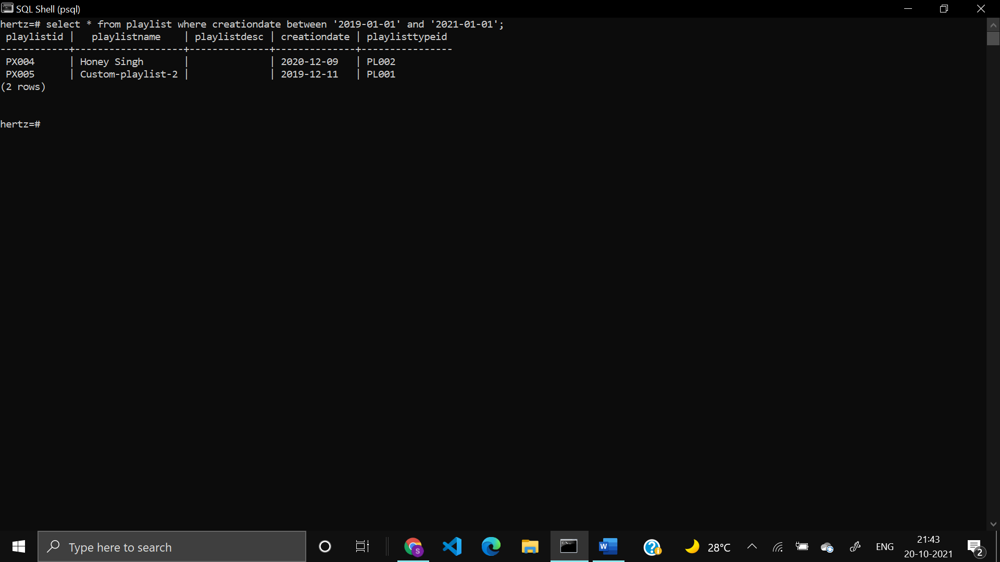 SQL Shell (psql)
hertz=# select * from playlist where creationdate between '2019-01-01' and '2021-01-01';
 playlistid |   playlistname    | playlistdesc | creationdate | playlisttypeid
------------+-------------------+--------------+--------------+----------------
 PX004      | Honey Singh       |              | 2020-12-09   | PL002
 PX005      | Custom-playlist-2 |              | 2019-12-11   | PL001
(2 rows)
hertz=#
Type here to search
S
C:\_
W
?
i
28°C
ENG
21:43
20-10-2021
2